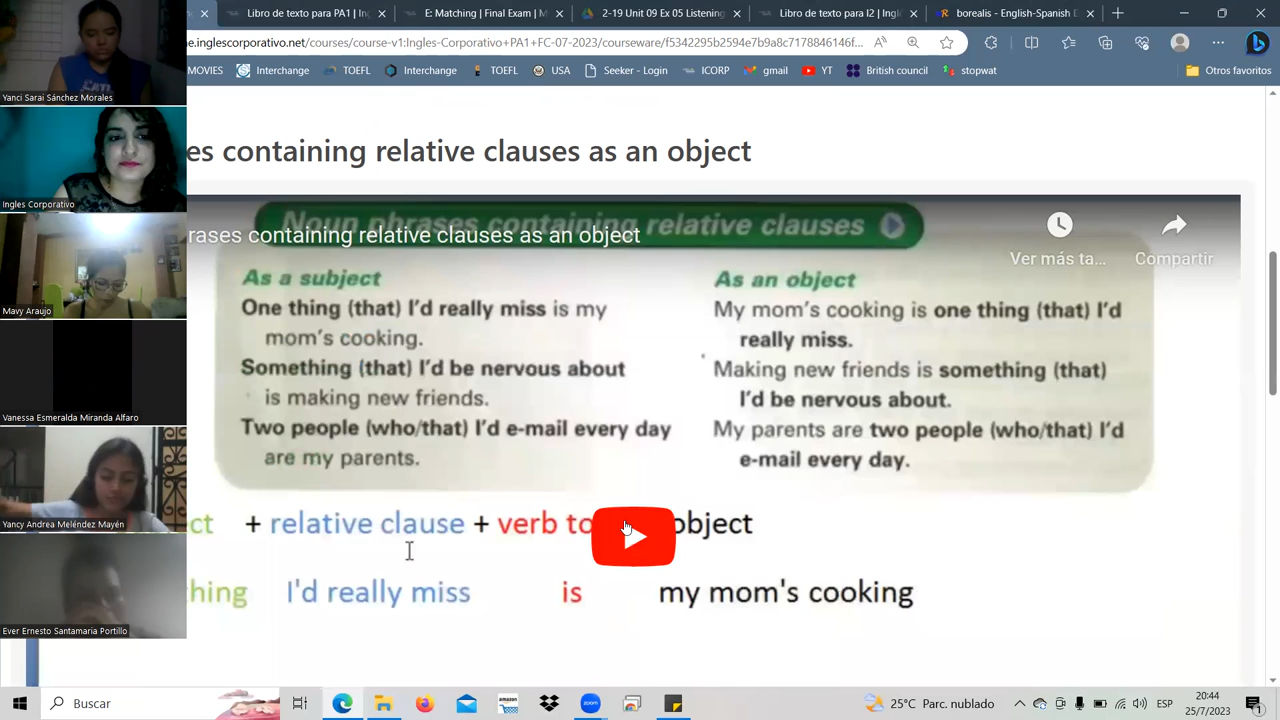 Libro de texto para PA1 | In
E: Matching | Final Exam | M
2-19 Unit 09 Ex 05 Listening
Libro de texto para I2 | Ingle
borealis - English-Spanish D
e.inglescorporativo.net/courses/course-v1:Ingles-Corporativo+PA1+FC-07-2023/courseware/f5342295b2594e7b9a8c7178846146f...
MOVIES
Interchange
TOEFL
Interchange
TOEFL
USA
Seeker - Login
ICORP
gmail
YT
British council
stopwat
Otros favoritos
Yanci Sarai Sánchez Morales
Ingles Corporativo
Mavy Araujo
Vanessa Esmeralda Miranda Alfaro
Yancy Andrea Meléndez Mayén
Ever Ernesto Santamaria Portillo
es containing relative clauses as an object
Noun phrases containing relative clauses
rases containing relative clauses as an object
Ver más ta...
Compartir
As a subject
One thing (that) I'd really miss is my
mom's cooking.
Something (that) I'd be nervous about
is making new friends.
Two people (who/that) I'd e-mail every day
are my parents.
As an object
My mom's cooking is one thing (that) I'd
really miss.
Making new friends is something (that)
I'd be nervous about.
My parents are two people (who/that) I'd
e-mail every day.
ct + relative clause + verb to object
thing I'd really miss is my mom's cooking
Buscar
25°C Parc. nublado
ESP
20:44
25/7/2023